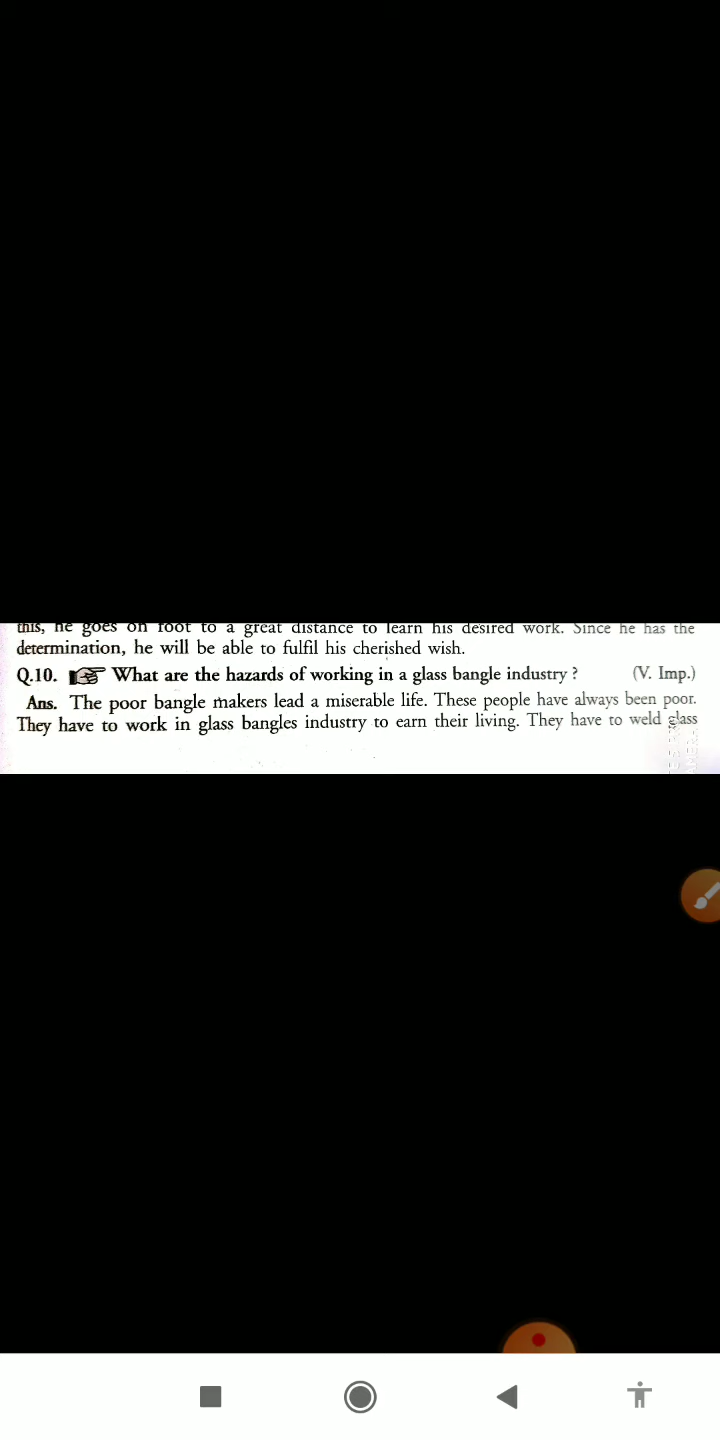 this, he goes on foot to a great distance to learn his desired work. Since he has the
determination, he will be able to fulfil his cherished wish.
Q.10. What are the hazards of working in a glass bangle industry ? (V. Imp.)
Ans. The poor bangle makers lead a miserable life. These people have always been poor.
They have to work in glass bangles industry to earn their living. They have to weld glass